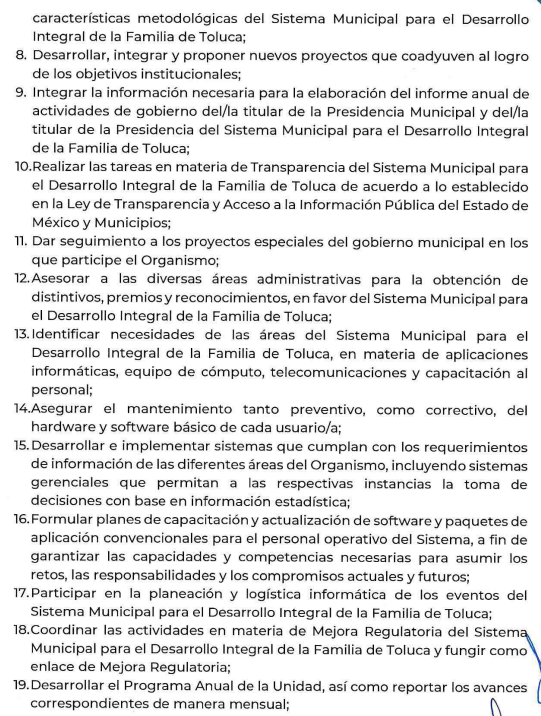 características metodológicas del Sistema Municipal para el Desarrollo
Integral de la Familia de Toluca;
8. Desarrollar, integrar y proponer nuevos proyectos que coadyuven al logro
de los objetivos institucionales;
9. Integrar la información necesaria para la elaboración del informe anual de
actividades de gobierno del/la titular de la Presidencia Municipal y del/la
titular de la Presidencia del Sistema Municipal para el Desarrollo Integral
de la Familia de Toluca;
10.Realizar las tareas en materia de Transparencia del Sistema Municipal para
el Desarrollo Integral de la Familia de Toluca de acuerdo a lo establecido
en la Ley de Transparencia y Acceso a la Información Pública del Estado de
México y Municipios;
11. Dar seguimiento a los proyectos especiales del gobierno municipal en los
que participe el Organismo;
12.Asesorar a las diversas áreas administrativas para la obtención de
distintivos, premios y reconocimientos, en favor del Sistema Municipal para
el Desarrollo Integral de la Familia de Toluca;
13.Identificar necesidades de las áreas del Sistema Municipal para el
Desarrollo Integral de la Familia de Toluca, en materia de aplicaciones
informáticas, equipo de cómputo, telecomunicaciones y capacitación al
personal;
14.Asegurar el mantenimiento tanto preventivo, como correctivo, del
hardware y software básico de cada usuario/a;
15.Desarrollar e implementar sistemas que cumplan con los requerimientos
de información de las diferentes áreas del Organismo, incluyendo sistemas
gerenciales que permitan a las respectivas instancias la toma de
decisiones con base en información estadística;
16.Formular planes de capacitación y actualización de software y paquetes de
aplicación convencionales para el personal operativo del Sistema, a fin de
garantizar las capacidades y competencias necesarias para asumir los
retos, las responsabilidades y los compromisos actuales y futuros;
17.Participar en la planeación y logística informática de los eventos del
Sistema Municipal para el Desarrollo Integral de la Familia de Toluca;
18.Coordinar las actividades en materia de Mejora Regulatoria del Sistema
Municipal para el Desarrollo Integral de la Familia de Toluca y fungir como
enlace de Mejora Regulatoria;
19.Desarrollar el Programa Anual de la Unidad, así como reportar los avances
correspondientes de manera mensual;